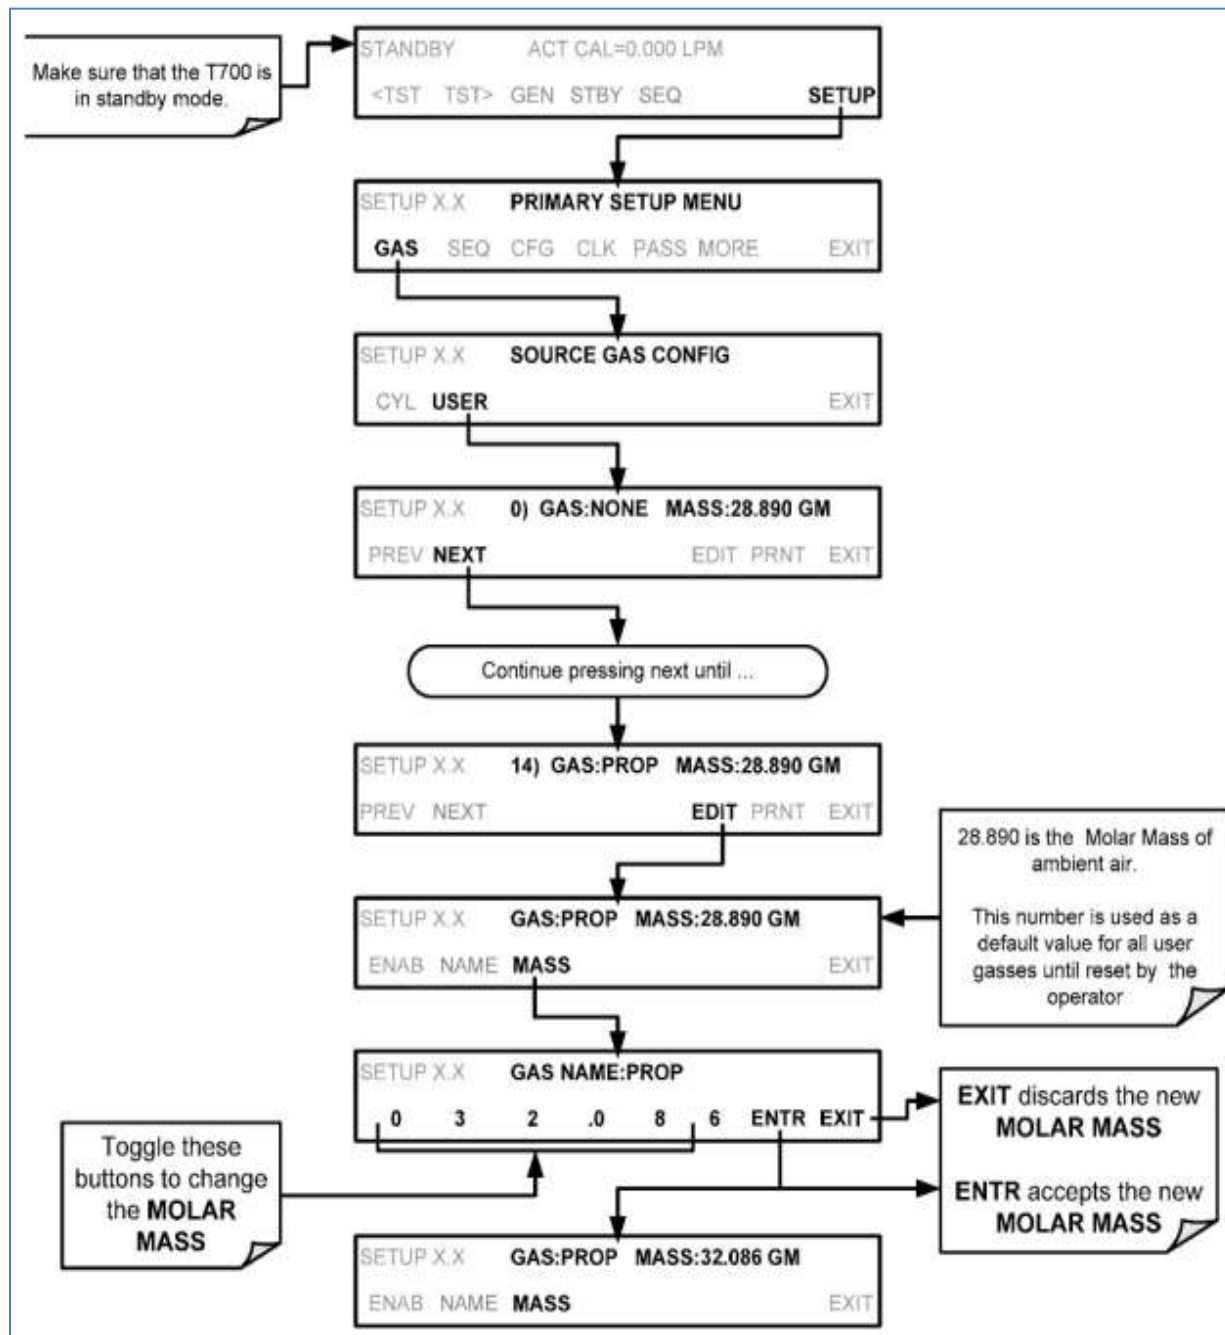 Make sure that the T700 is
in standby mode.
STANDBY ACT CAL=0.000 LPM
<TST TST> GEN STBY SEQ SETUP
SETUP X.X PRIMARY SETUP MENU
GAS SEQ CFG CLK PASS MORE EXIT
SETUP X.X SOURCE GAS CONFIG
CYL USER EXIT
SETUP X.X 0) GAS:NONE MASS:28.890 GM
PREV NEXT EDIT PRNT EXIT
Continue pressing next until ...
SETUP X.X 14) GAS:PROP MASS:28.890 GM
PREV NEXT EDIT PRNT EXIT
28.890 is the Molar Mass of
ambient air.
This number is used as a
default value for all user
gasses until reset by the
operator
SETUP X.X GAS:PROP MASS:28.890 GM
ENAB NAME MASS EXIT
SETUP X.X GAS NAME:PROP
0 3 2 .0 8 6 ENTR EXIT
EXIT discards the new
MOLAR MASS
ENTR accepts the new
MOLAR MASS
Toggle these
buttons to change
the MOLAR
MASS
SETUP X.X GAS:PROP MASS:32.086 GM
ENAB NAME MASS EXIT